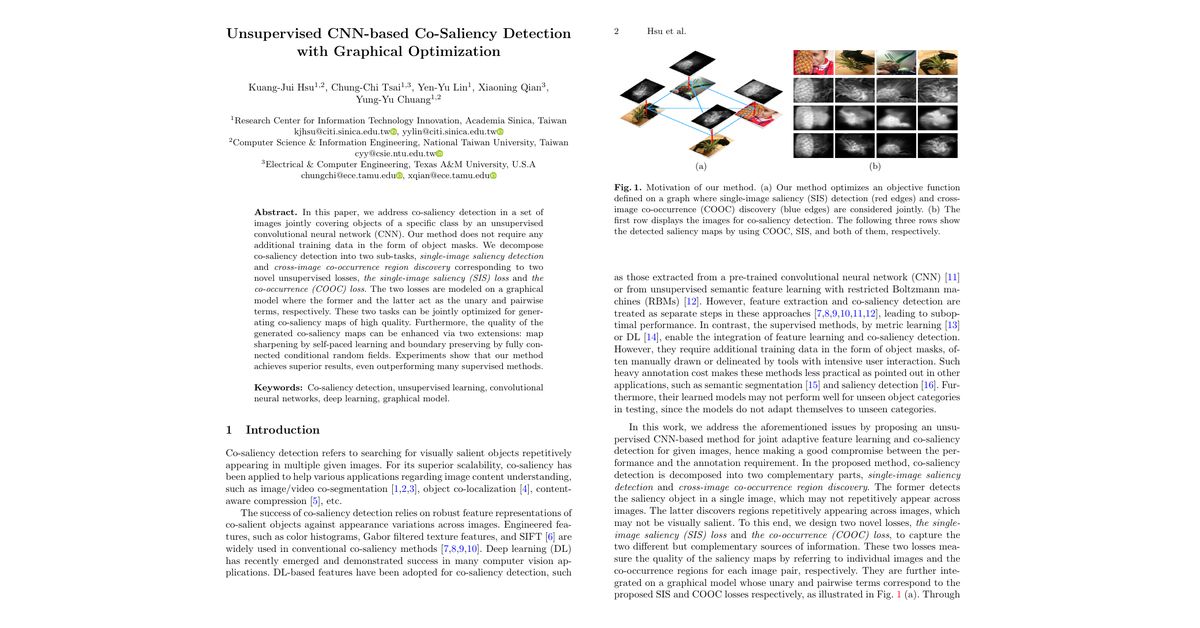 Unsupervised CNN-based Co-Saliency Detection
with Graphical Optimization
Kuang-Jui Hsu1,2, Chung-Chi Tsai1,3, Yen-Yu Lin1, Xiaoning Qian3,
Yung-Yu Chuang1,2
1Research Center for Information Technology Innovation, Academia Sinica, Taiwan
kjhsu@citi.sinica.edu.tw, yylin@citi.sinica.edu.tw
2Computer Science & Information Engineering, National Taiwan University, Taiwan
cyy@csie.ntu.edu.tw
3Electrical & Computer Engineering, Texas A&M University, U.S.A
chungchi@ece.tamu.edu, xqian@ece.tamu.edu
Abstract. In this paper, we address co-saliency detection in a set of
images jointly covering objects of a specific class by an unsupervised
convolutional neural network (CNN). Our method does not require any
additional training data in the form of object masks. We decompose
co-saliency detection into two sub-tasks, single-image saliency detection
and cross-image co-occurrence region discovery corresponding to two
novel unsupervised losses, the single-image saliency (SIS) loss and the
co-occurrence (COOC) loss. The two losses are modeled on a graphical
model where the former and the latter act as the unary and pairwise
terms, respectively. These two tasks can be jointly optimized for gener-
ating co-saliency maps of high quality. Furthermore, the quality of the
generated co-saliency maps can be enhanced via two extensions: map
sharpening by self-paced learning and boundary preserving by fully con-
nected conditional random fields. Experiments show that our method
achieves superior results, even outperforming many supervised methods.
Keywords: Co-saliency detection, unsupervised learning, convolutional
neural networks, deep learning, graphical model.
1 Introduction
Co-saliency detection refers to searching for visually salient objects repetitively
appearing in multiple given images. For its superior scalability, co-saliency has
been applied to help various applications regarding image content understanding,
such as image/video co-segmentation [1,2,3], object co-localization [4], content-
aware compression [5], etc.
The success of co-saliency detection relies on robust feature representations of
co-salient objects against appearance variations across images. Engineered fea-
tures, such as color histograms, Gabor filtered texture features, and SIFT [6] are
widely used in conventional co-saliency methods [7,8,9,10]. Deep learning (DL)
has recently emerged and demonstrated success in many computer vision ap-
plications. DL-based features have been adopted for co-saliency detection, such
2 Hsu et al.
(a) (b)
Fig. 1. Motivation of our method. (a) Our method optimizes an objective function
defined on a graph where single-image saliency (SIS) detection (red edges) and cross-
image co-occurrence (COOC) discovery (blue edges) are considered jointly. (b) The
first row displays the images for co-saliency detection. The following three rows show
the detected saliency maps by using COOC, SIS, and both of them, respectively.
as those extracted from a pre-trained convolutional neural network (CNN) [11]
or from unsupervised semantic feature learning with restricted Boltzmann ma-
chines (RBMs) [12]. However, feature extraction and co-saliency detection are
treated as separate steps in these approaches [7,8,9,10,11,12], leading to subop-
timal performance. In contrast, the supervised methods, by metric learning [13]
or DL [14], enable the integration of feature learning and co-saliency detection.
However, they require additional training data in the form of object masks, of-
ten manually drawn or delineated by tools with intensive user interaction. Such
heavy annotation cost makes these methods less practical as pointed out in other
applications, such as semantic segmentation [15] and saliency detection [16]. Fur-
thermore, their learned models may not perform well for unseen object categories
in testing, since the models do not adapt themselves to unseen categories.
In this work, we address the aforementioned issues by proposing an unsu-
pervised CNN-based method for joint adaptive feature learning and co-saliency
detection for given images, hence making a good compromise between the per-
formance and the annotation requirement. In the proposed method, co-saliency
detection is decomposed into two complementary parts, single-image saliency
detection and cross-image co-occurrence region discovery. The former detects
the saliency object in a single image, which may not repetitively appear across
images. The latter discovers regions repetitively appearing across images, which
may not be visually salient. To this end, we design two novel losses, the single-
image saliency (SIS) loss and the co-occurrence (COOC) loss, to capture the
two different but complementary sources of information. These two losses mea-
sure the quality of the saliency maps by referring to individual images and the
co-occurrence regions for each image pair, respectively. They are further inte-
grated on a graphical model whose unary and pairwise terms correspond to the
proposed SIS and COOC losses respectively, as illustrated in Fig. 1 (a). Through